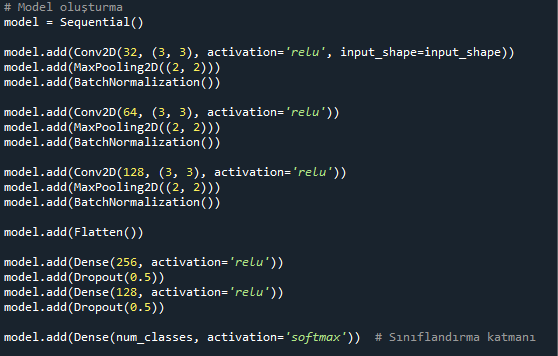 # Model oluşturma
model = Sequential()
model.add(Conv2D(32, (3, 3), activation='relu', input_shape=input_shape))
model.add(MaxPooling2D((2, 2)))
model.add(BatchNormalization())
model.add(Conv2D(64, (3, 3), activation='relu'))
model.add(MaxPooling2D((2, 2)))
model.add(BatchNormalization())
model.add(Conv2D(128, (3, 3), activation='relu'))
model.add(MaxPooling2D((2, 2)))
model.add(BatchNormalization())
model.add(Flatten())
model.add(Dense(256, activation='relu'))
model.add(Dropout(0.5))
model.add(Dense(128, activation='relu'))
model.add(Dropout(0.5))
model.add(Dense(num_classes, activation='softmax'))  # Sınıflandırma katmanı